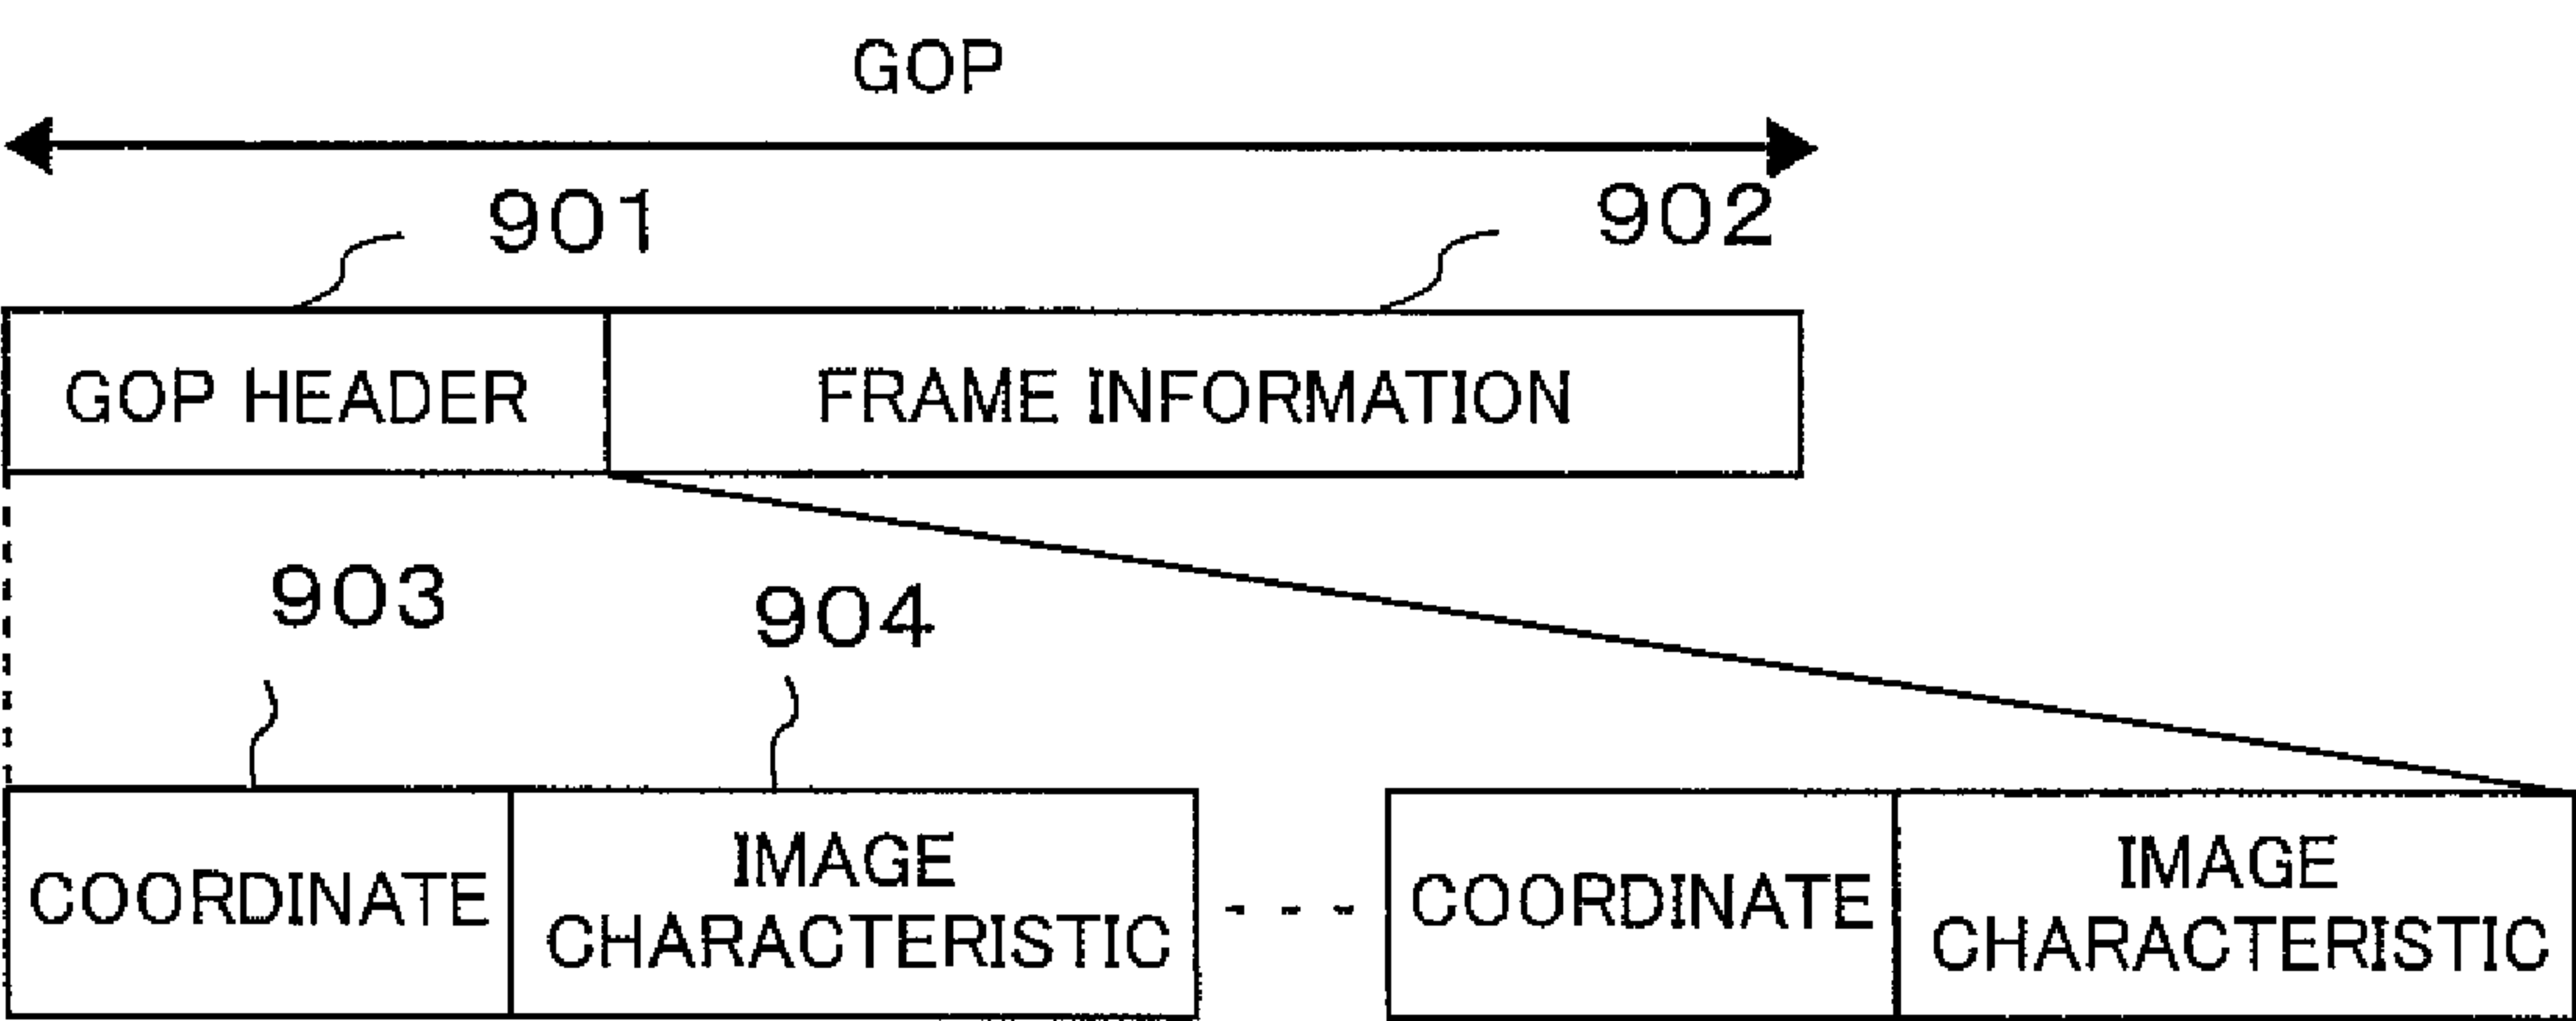 GOP
901
902
GOP HEADER
FRAME INFORMATION
903
904
COORDINATE
IMAGE
CHARACTERISTIC
- - -
COORDINATE
IMAGE
CHARACTERISTIC